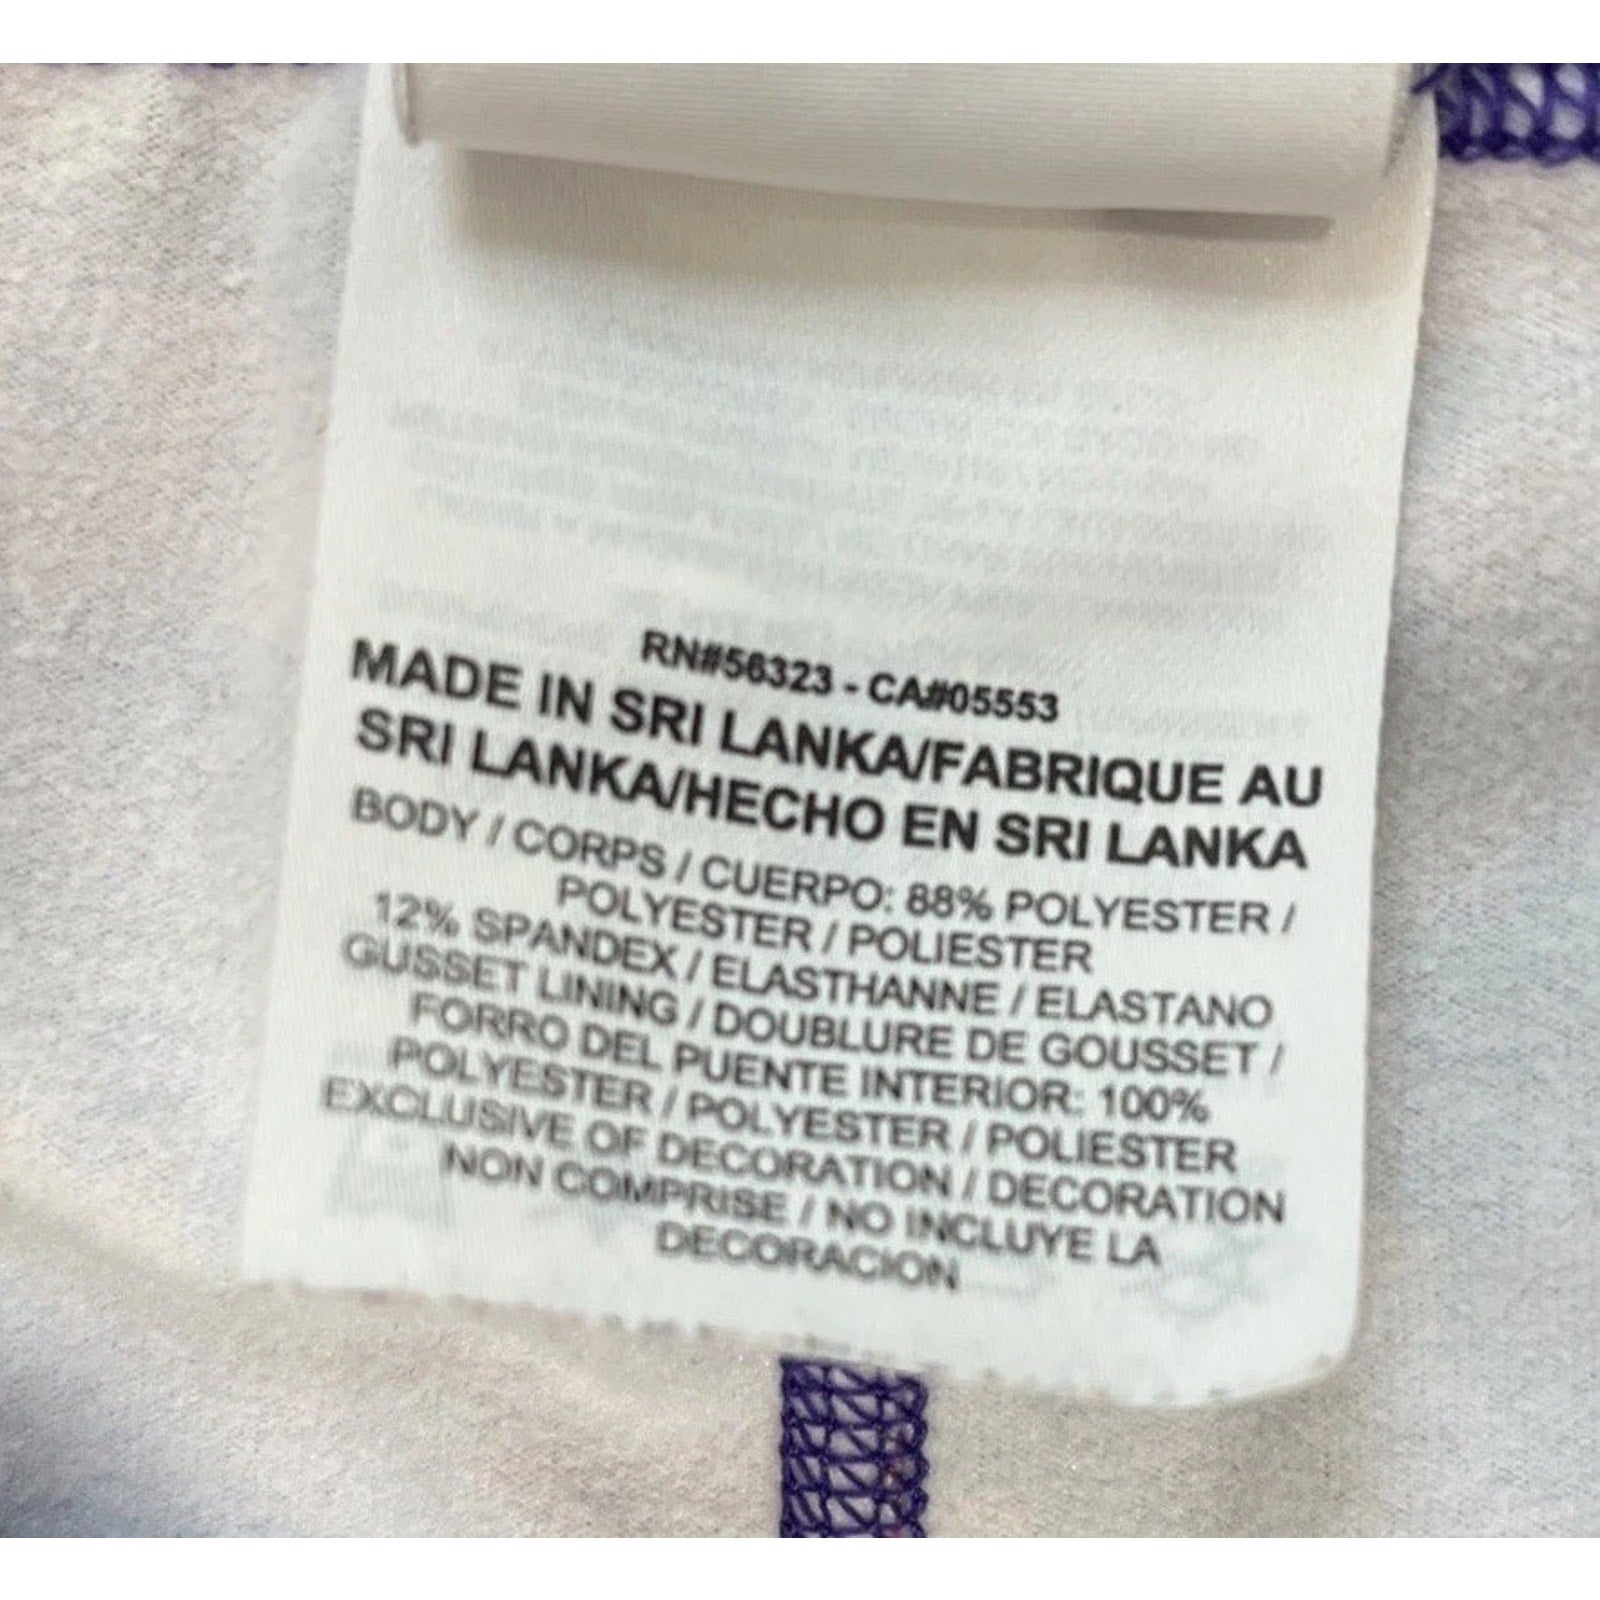 RN#56323 - CA#05553
MADE IN SRI LANKA/FABRIQUE AU
SRI LANKA/HECHO EN SRI LANKA
BODY / CORPS / CUERPO: 88% POLYESTER /
POLYESTER / POLIESTER
12% SPANDEX / ELASTHANNE / ELASTANO
GUSSET LINING / DOUBLURE DE GOUSSET /
FORRO DEL PUENTE INTERIOR: 100%
POLYESTER / POLYESTER / POLIESTER
EXCLUSIVE OF DECORATION / DECORATION
NON COMPRISE / NO INCLUYE LA
DECORACION